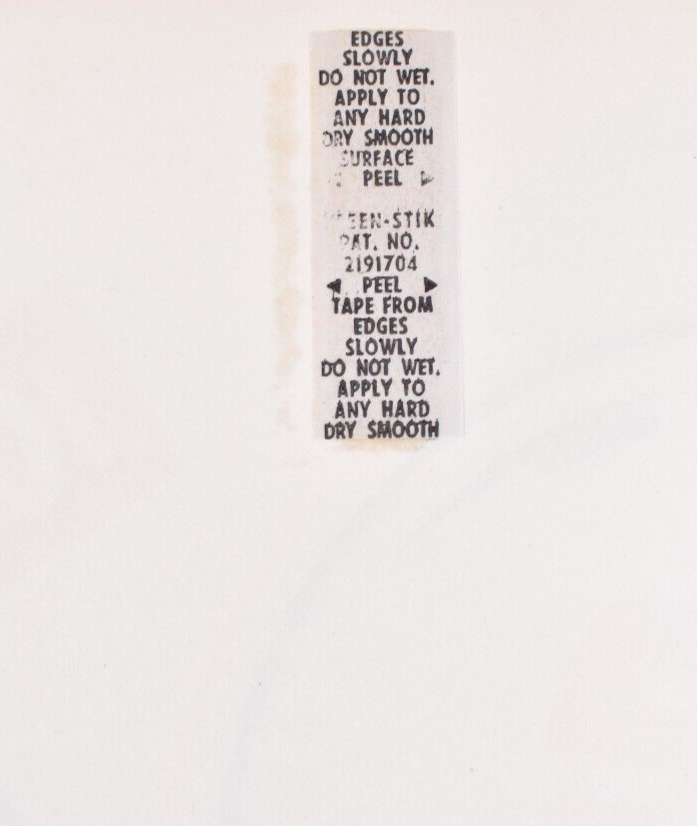 EDGES
SLOWLY
DO NOT WET.
APPLY TO
ANY HARD
DRY SMOOTH
SURFACE
◁ PEEL ▷
PAT. NO.
2191704
◀ PEEL ▶
TAPE FROM
EDGES
SLOWLY
DO NOT WET.
APPLY TO
ANY HARD
DRY SMOOTH